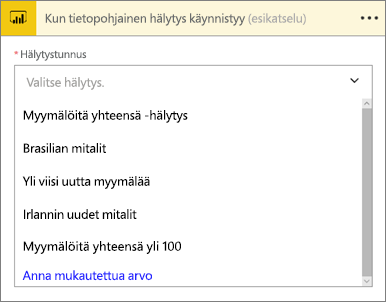 Kun tietopohjainen hälytys käynnistyy (esikatselu)
* Hälytystunnus
Valitse hälytys.
Myymälöitä yhteensä -hälytys
Brasilian mitalit
Yli viisi uutta myymälää
Irlannin uudet mitalit
Myymälöitä yhteensä yli 100
Anna mukautettua arvo